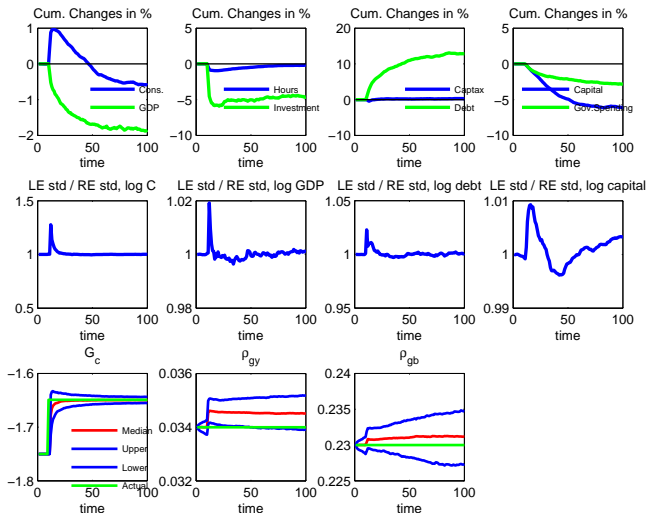 Cum. Changes in %
1
0
−1
−2
0
50
100
time
Cons.
GDP
Cum. Changes in %
5
0
−5
−10
0
50
100
time
Hours
Investment
Cum. Changes in %
20
10
0
−10
0
50
100
time
Captax
Debt
Cum. Changes in %
5
0
−5
−10
0
50
100
time
Capital
Gov.Spending
LE std / RE std, log C
1.5
1
0.5
0
50
100
time
LE std / RE std, log GDP
1.02
1
0.98
0
50
100
time
LE std / RE std, log debt
1.05
1
0.95
0
50
100
time
LE std / RE std, log capital
1.01
1
0.99
0
50
100
time
G_c
−1.6
−1.7
−1.8
0
50
100
time
Median
Upper
Lower
Actual
ρ_gy
0.036
0.034
0.032
0
50
100
time
ρ_gb
0.24
0.235
0.23
0.225
0
50
100
time